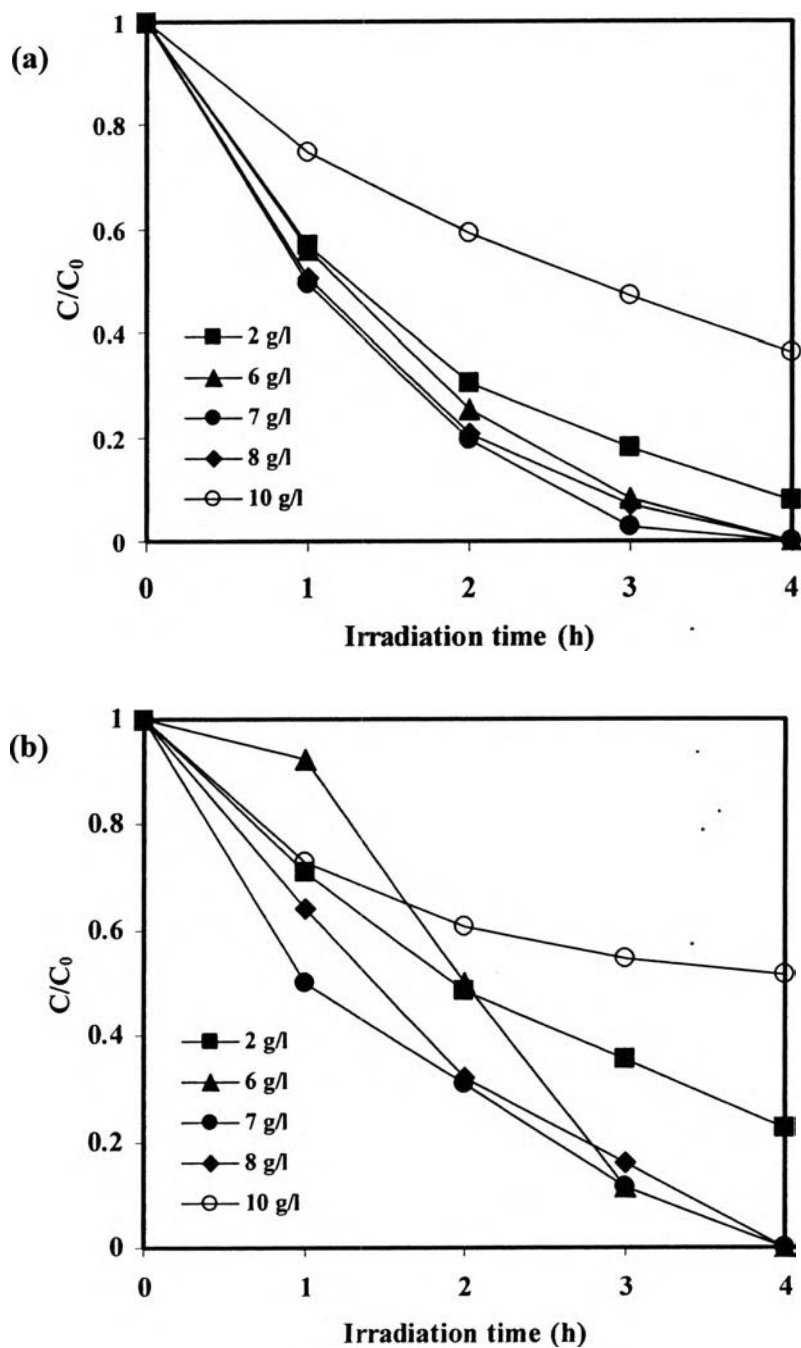 (a)
1
0.8
0.6
0.4
0.2
0
C/C₀
2 g/l
6 g/l
7 g/l
8 g/l
10 g/l
0 1 2 3 4
Irradiation time (h)
(b)
1
0.8
0.6
0.4
0.2
0
C/C₀
2 g/l
6 g/l
7 g/l
8 g/l
10 g/l
0 1 2 3 4
Irradiation time (h)